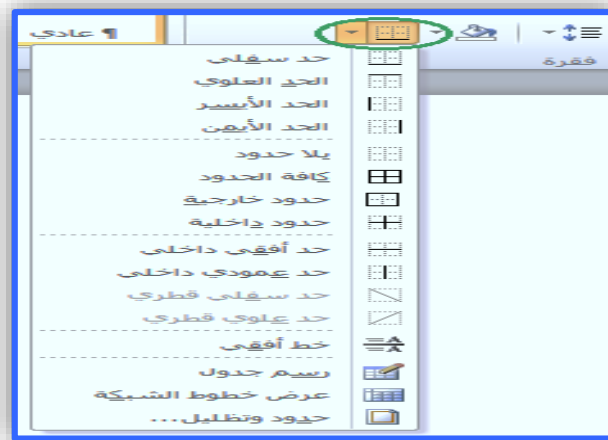 ¶ عادي
فقرة
حد سفلي
الحد العلوي
الحد الأيسر
الحد الأيمن
بلا حدود
كافة الحدود
حدود خارجية
حدود داخلية
حد أفقي داخلي
حد عمودي داخلي
حد سفلي قطري
حد علوي قطري
خط أفقي
رسم جدول
عرض خطوط الشبكة
حدود وتظليل...